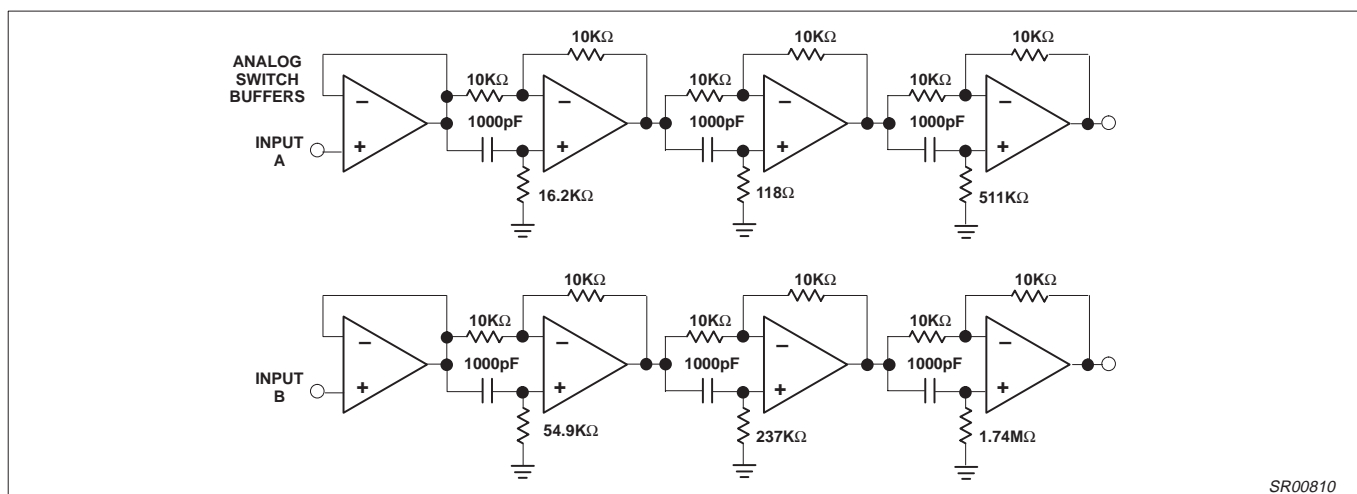 ANALOG
SWITCH
BUFFERS
INPUT
A
−
+
10KΩ
10KΩ
1000pF
−
+
16.2KΩ
10KΩ
10KΩ
1000pF
−
+
118Ω
10KΩ
10KΩ
1000pF
−
+
511KΩ
INPUT
B
−
+
10KΩ
10KΩ
1000pF
−
+
54.9KΩ
10KΩ
10KΩ
1000pF
−
+
237KΩ
10KΩ
10KΩ
1000pF
−
+
1.74MΩ
SR00810